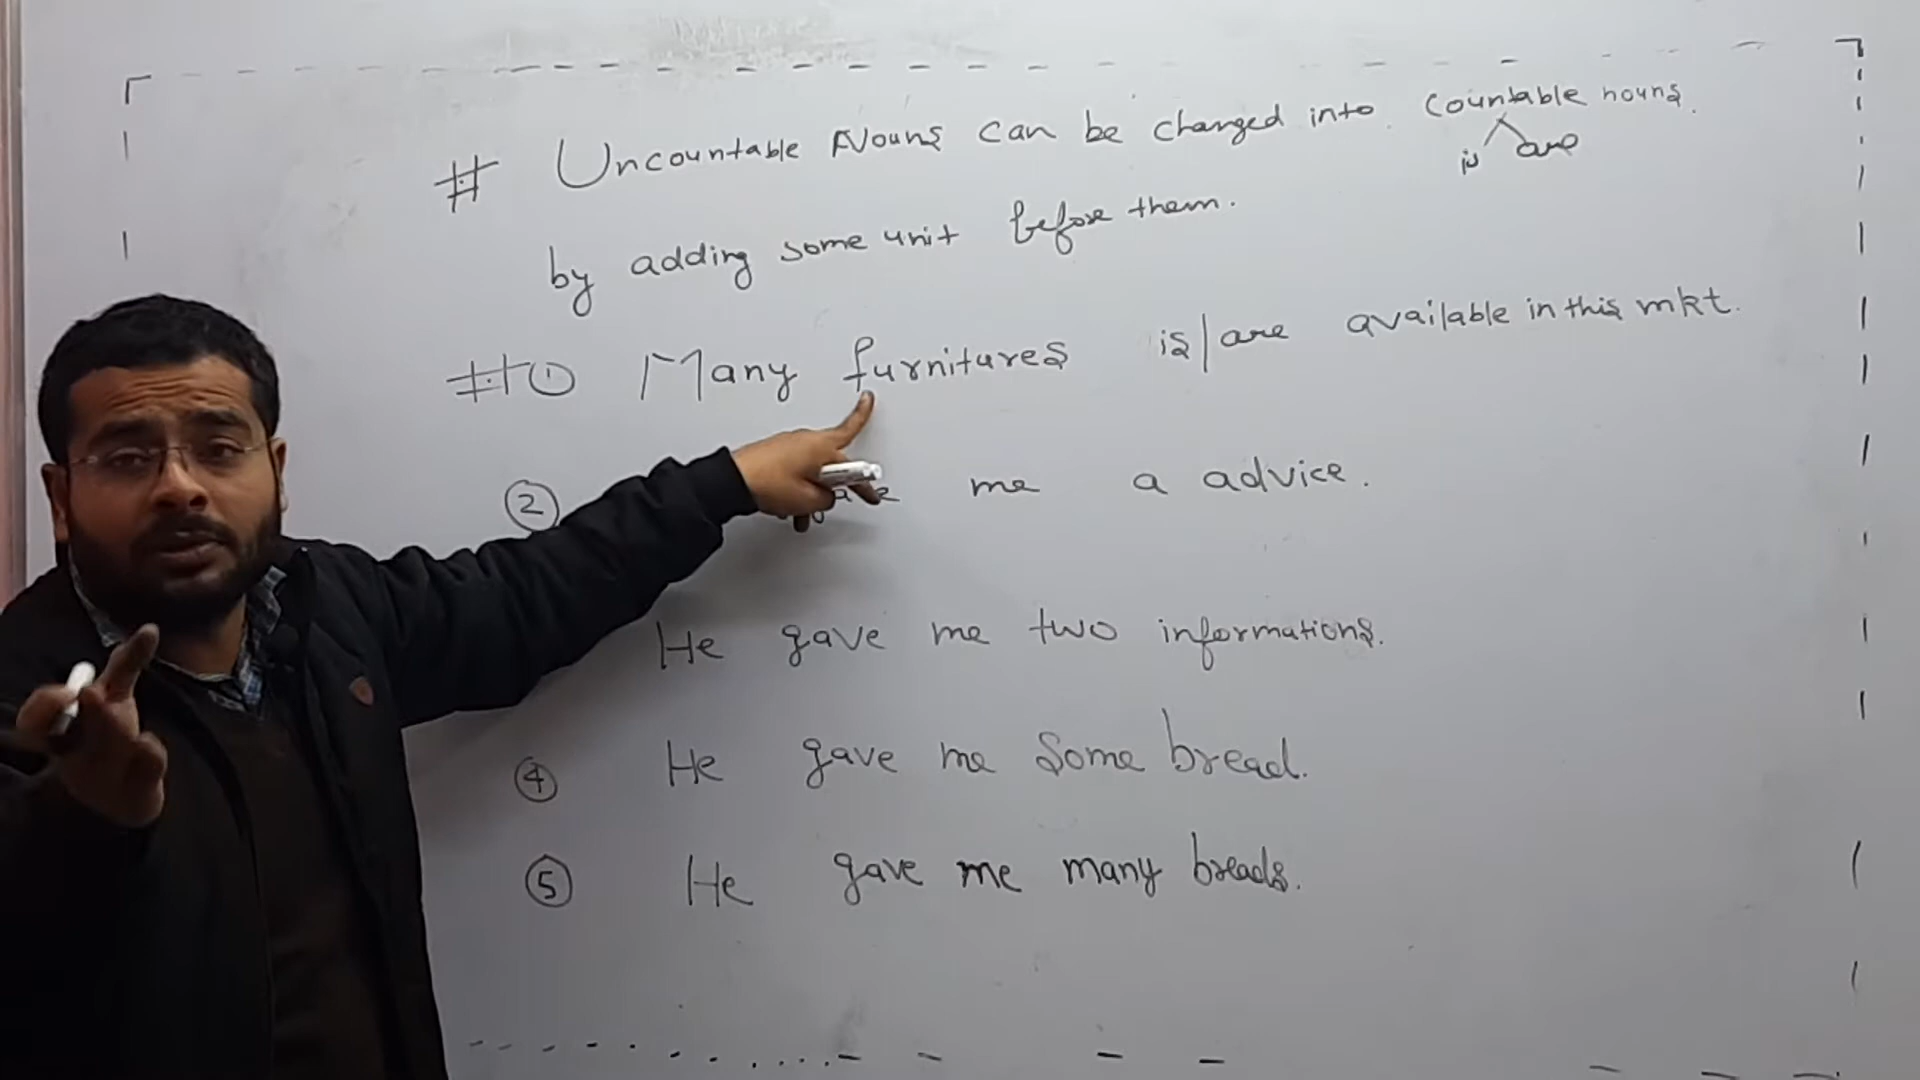 # Uncountable Nouns can be changed into countable nouns.
is are
by adding some unit before them.
# ① Many furnitures is/are available in this mkt.
② me a advice.
He gave me two informations.
④ He gave me Some bread.
⑤ He gave me many breads.